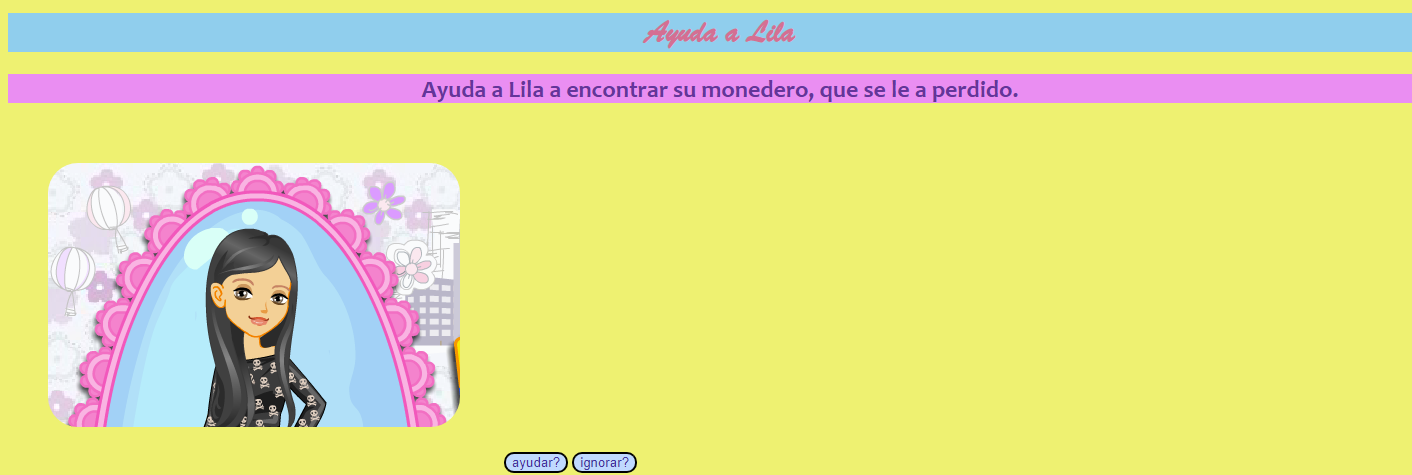 Ayuda a Lila
Ayuda a Lila a encontrar su monedero, que se le a perdido.
ayudar? ignorar?